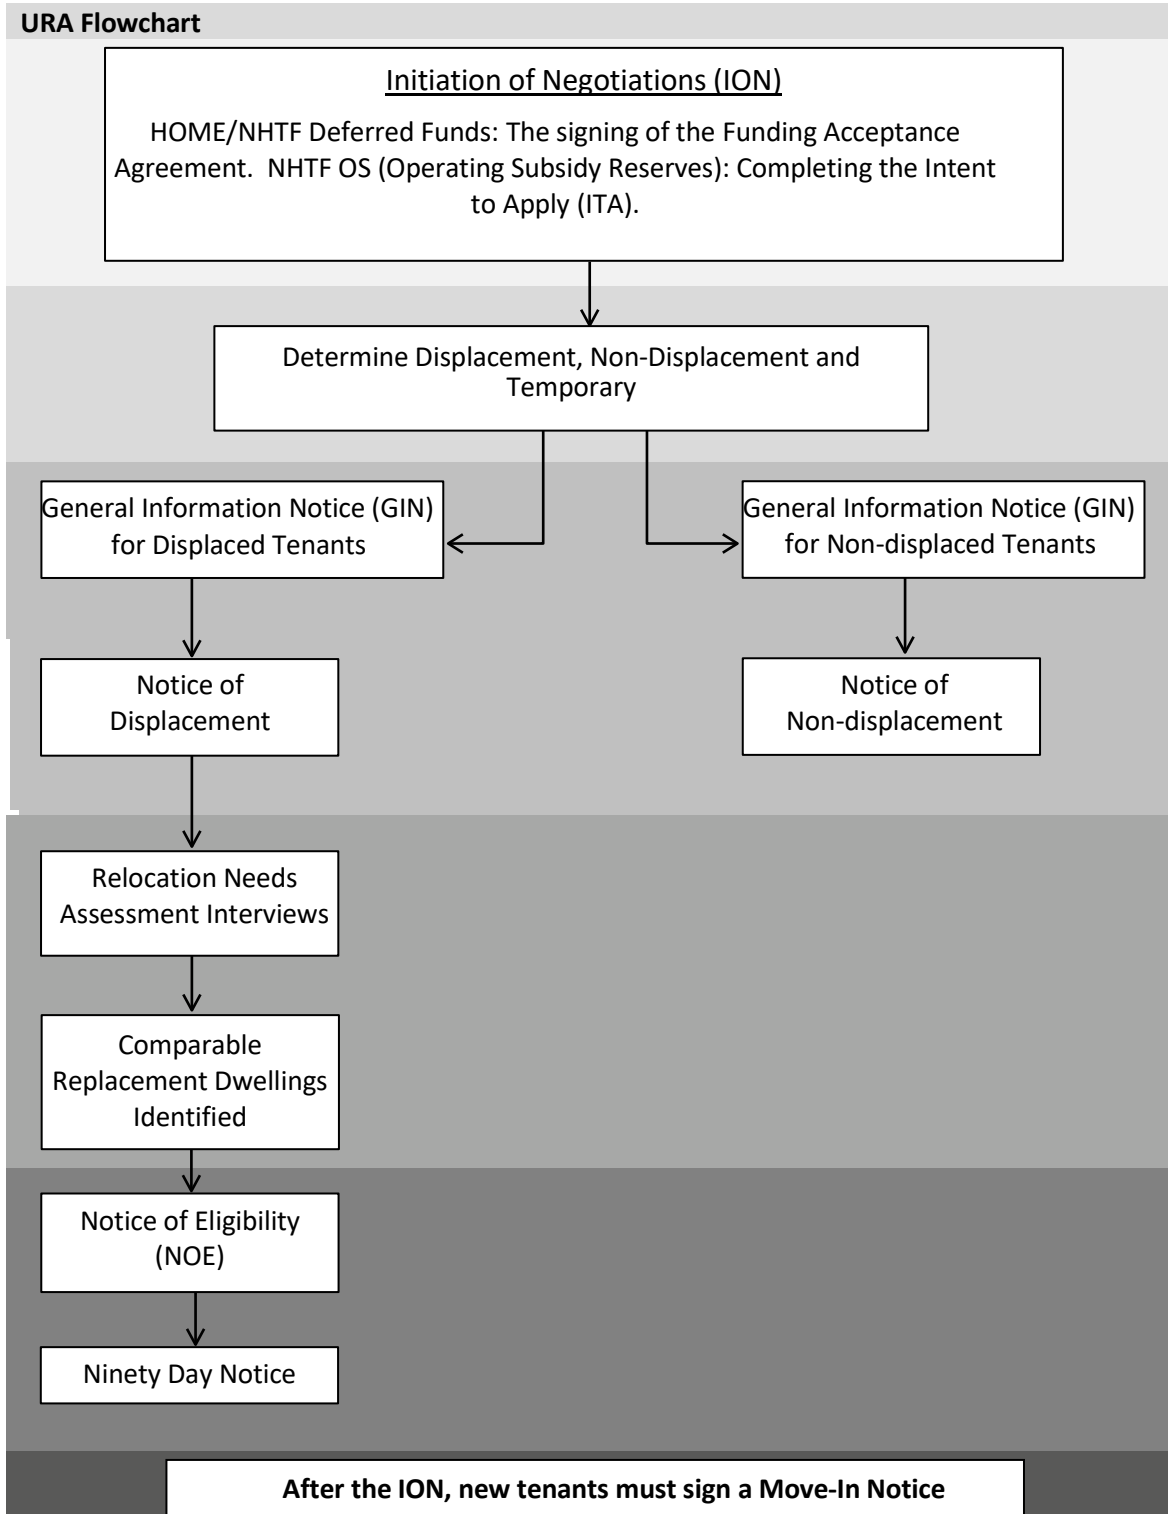 URA Flowchart
Initiation of Negotiations (ION)
HOME/NHTF Deferred Funds: The signing of the Funding Acceptance
Agreement. NHTF OS (Operating Subsidy Reserves): Completing the Intent
to Apply (ITA).
Determine Displacement, Non-Displacement and
Temporary
General Information Notice (GIN)
for Displaced Tenants
General Information Notice (GIN)
for Non-displaced Tenants
Notice of
Displacement
Notice of
Non-displacement
Relocation Needs
Assessment Interviews
Comparable
Replacement Dwellings
Identified
Notice of Eligibility
(NOE)
Ninety Day Notice
After the ION, new tenants must sign a Move-In Notice